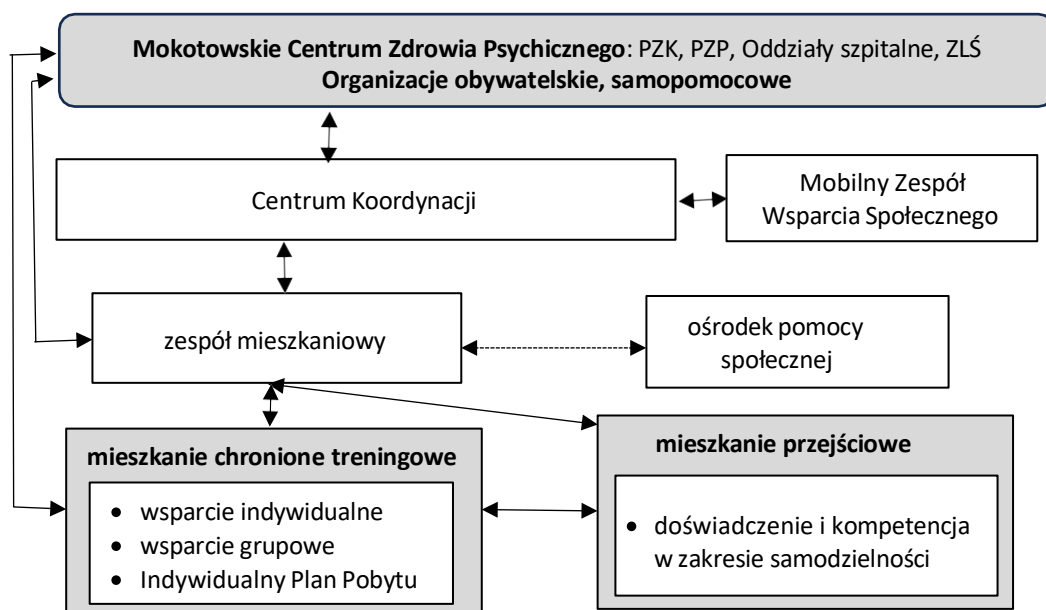 Mokotowskie Centrum Zdrowia Psychicznego: PZK, PZP, Oddziały szpitalne, ZLŚ
Organizacje obywatelskie, samopomocowe
Centrum Koordynacji
Mobilny Zespół
Wsparcia Społecznego
zespół mieszkaniowy
ośrodek pomocy
społecznej
mieszkanie chronione treningowe
• wsparcie indywidualne
• wsparcie grupowe
• Indywidualny Plan Pobytu
mieszkanie przejściowe
• doświadczenie i kompetencja
w zakresie samodzielności